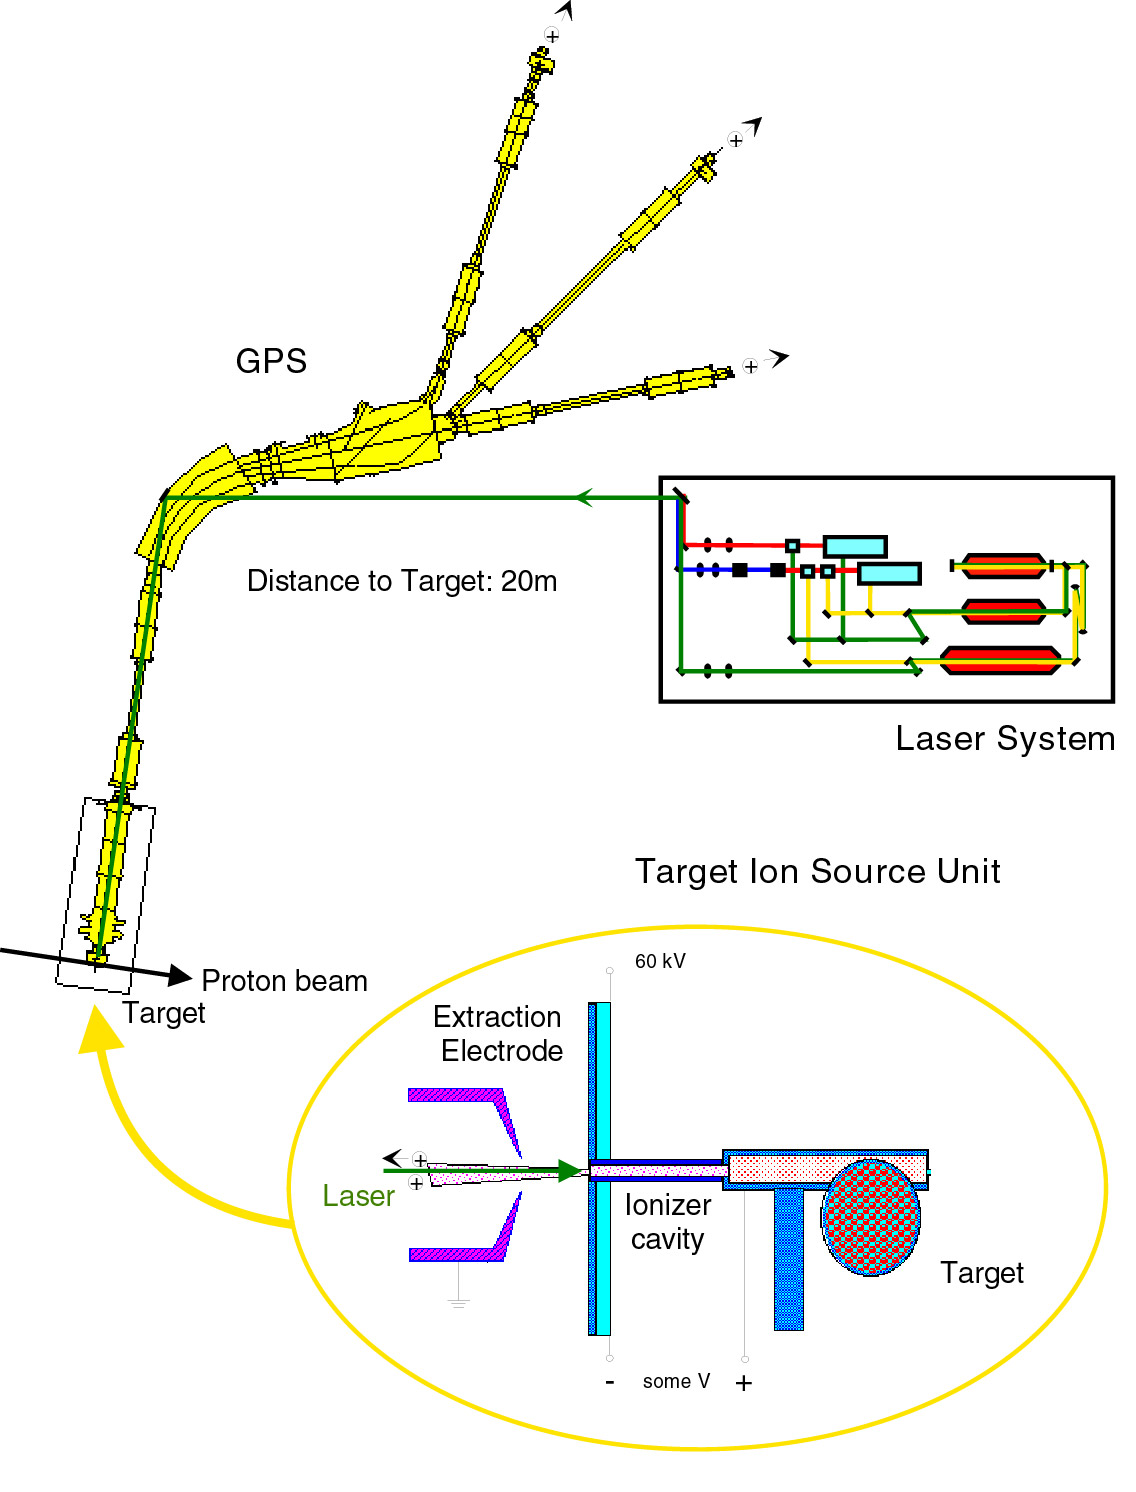 GPS
Distance to Target: 20m
Laser System
Target Ion Source Unit
Proton beam
Target
60 kV
Extraction
Electrode
+
+
Laser
Ionizer
cavity
Target
- some V +
+
+
+